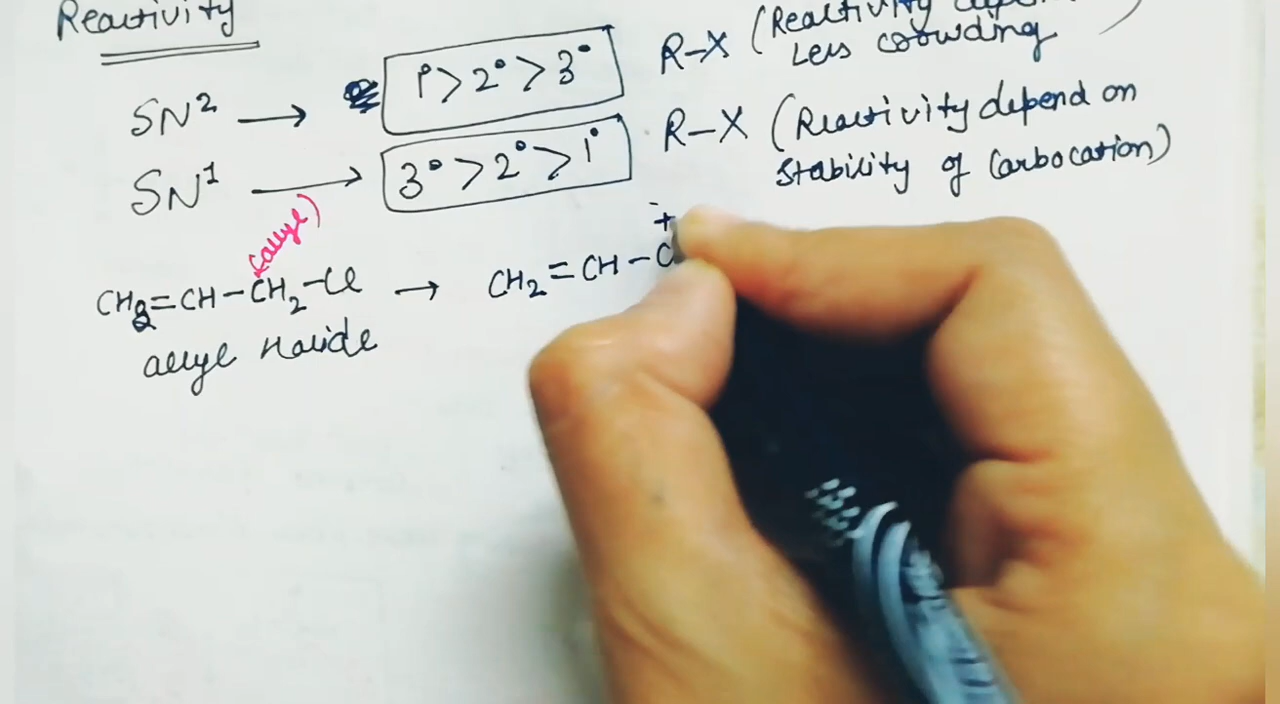 Reactivity
SN² → 1° > 2° > 3° R-X (Reactivity
Less crowding )
SN¹ → 3° > 2° > 1° R-X (Reactivity depend on
stability of Carbocation)
(allyl)
CH₂=CH-CH₂-Cl → CH₂=CH-C
+
allyl Halide